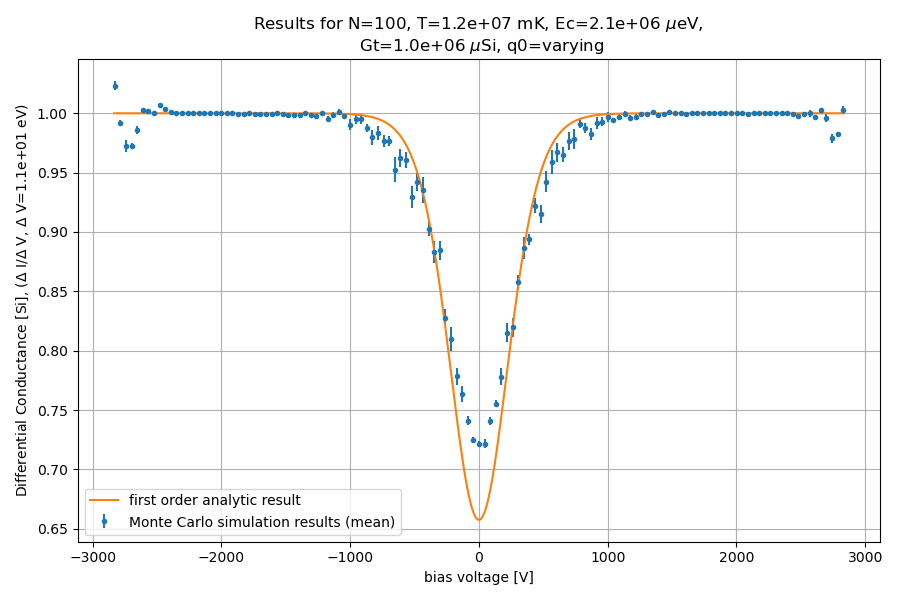 Results for N=100, T=1.2e+07 mK, Ec=2.1e+06 μeV,
Gt=1.0e+06 μSi, q0=varying
Differential Conductance [Si], (Δ I/Δ V, Δ V=1.1e+01 eV)
1.00
0.95
0.90
0.85
0.80
0.75
0.70
0.65
first order analytic result
Monte Carlo simulation results (mean)
−3000 −2000 −1000 0 1000 2000 3000
bias voltage [V]